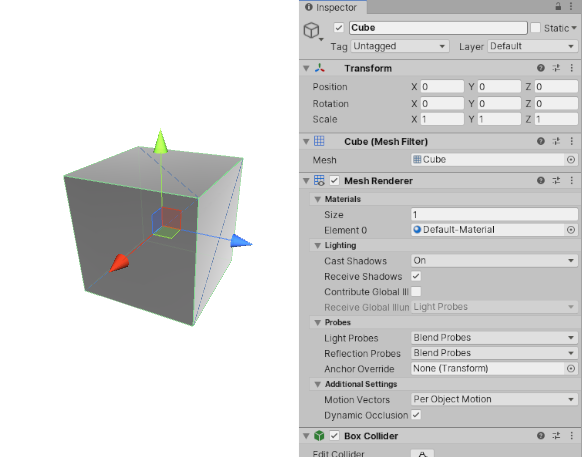 Inspector
Cube Static
Tag Untagged Layer Default
Transform
Position X 0 Y 0 Z 0
Rotation X 0 Y 0 Z 0
Scale X 1 Y 1 Z 1
Cube (Mesh Filter)
Mesh Cube
Mesh Renderer
Materials
Size 1
Element 0 Default-Material
Lighting
Cast Shadows On
Receive Shadows
Contribute Global Ill
Receive Global Illun Light Probes
Probes
Light Probes Blend Probes
Reflection Probes Blend Probes
Anchor Override None (Transform)
Additional Settings
Motion Vectors Per Object Motion
Dynamic Occlusion
Box Collider
Edit Collider